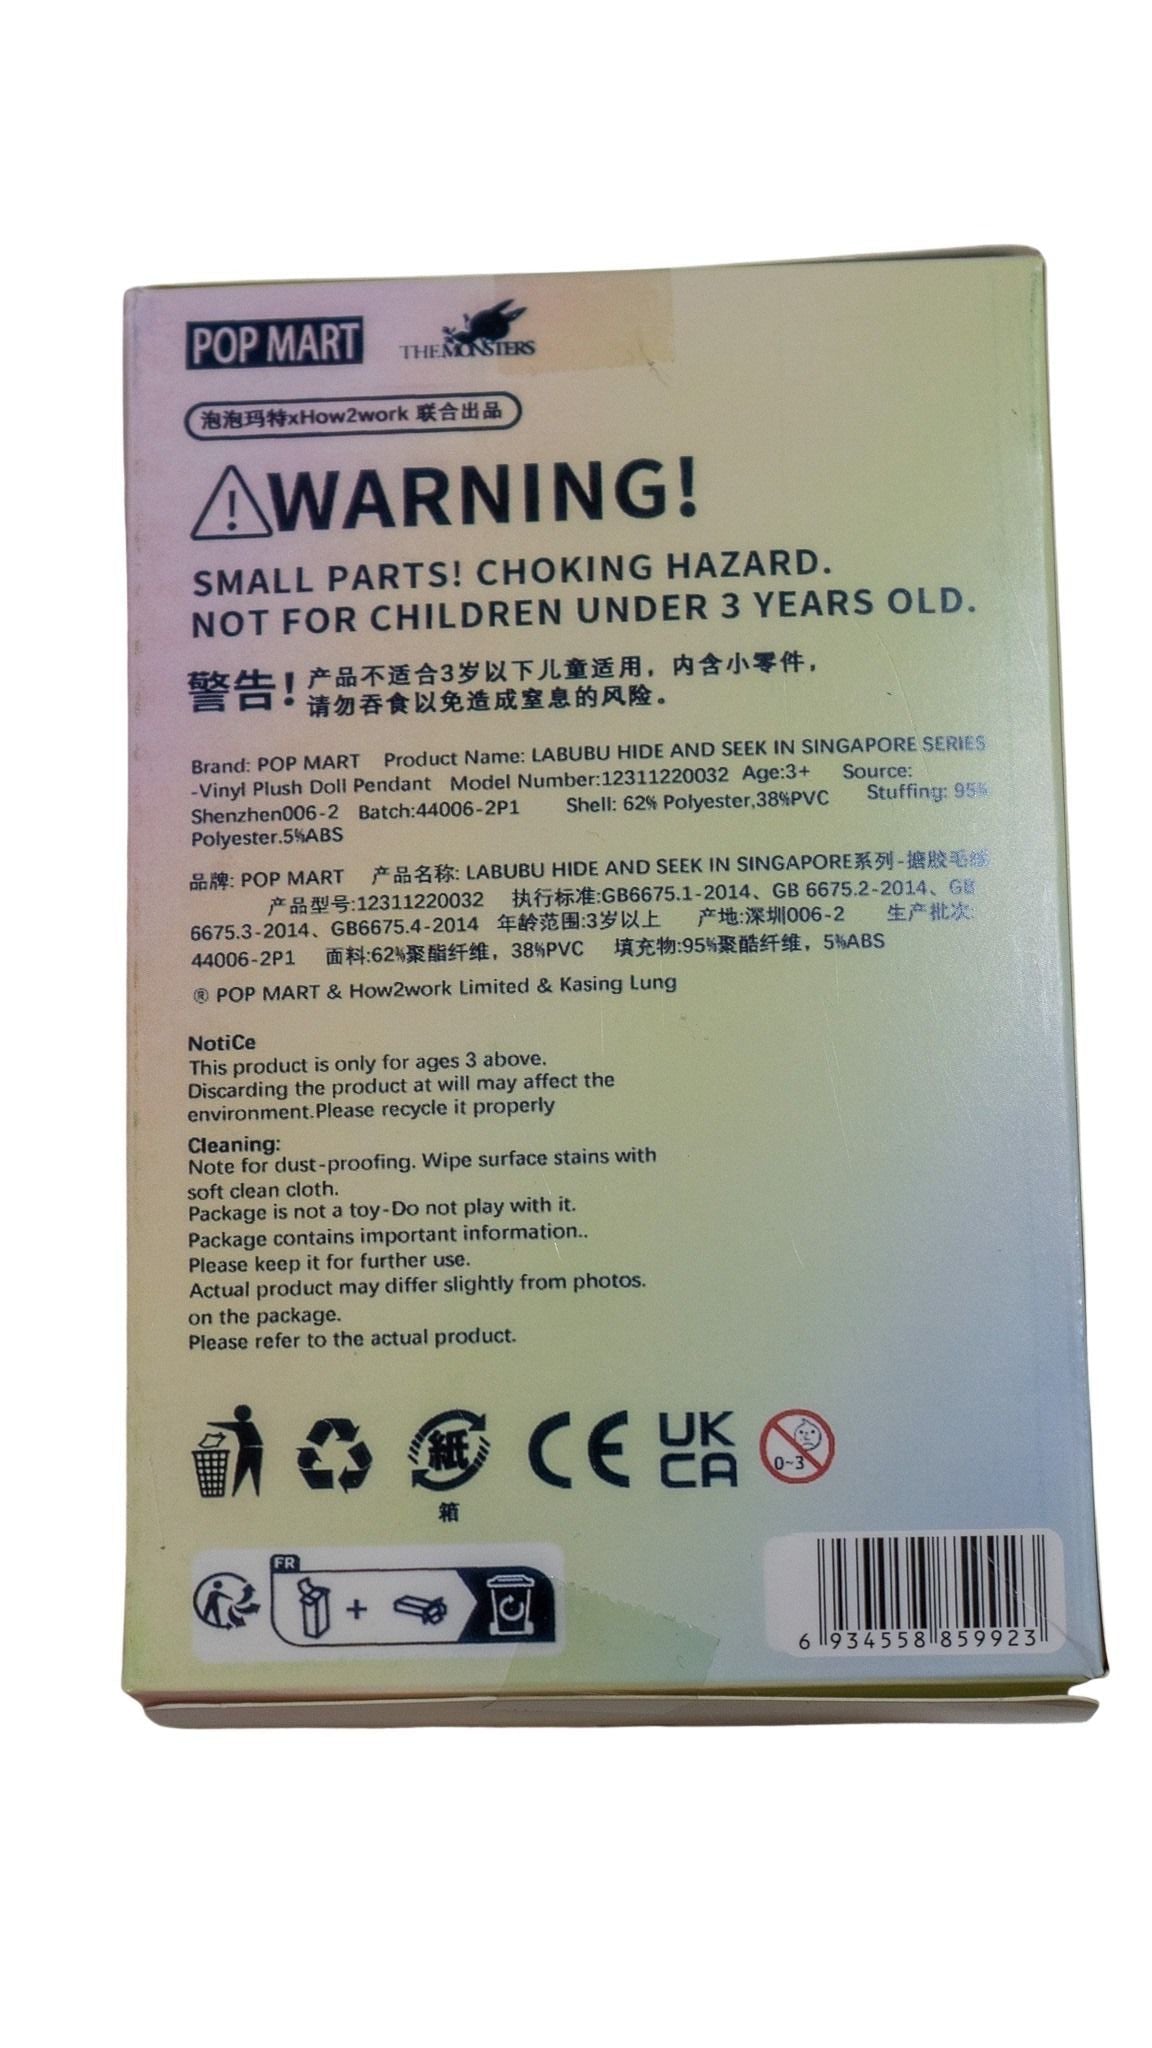 POP MART THE MONSTERS
泡泡玛特xHow2work 联合出品
WARNING!
SMALL PARTS! CHOKING HAZARD.
NOT FOR CHILDREN UNDER 3 YEARS OLD.
警告! 产品不适合3岁以下儿童适用，内含小零件，
请勿吞食以免造成窒息的风险。
Brand: POP MART Product Name: LABUBU HIDE AND SEEK IN SINGAPORE SERIES
-Vinyl Plush Doll Pendant Model Number:12311220032 Age:3+ Source:
Shenzhen006-2 Batch:44006-2P1 Shell: 62% Polyester,38%PVC Stuffing: 95%
Polyester.5%ABS
品牌: POP MART 产品名称: LABUBU HIDE AND SEEK IN SINGAPORE系列-搪胶毛绒
产品型号:12311220032 执行标准:GB6675.1-2014、GB 6675.2-2014、GB
6675.3-2014、GB6675.4-2014 年龄范围:3岁以上 产地:深圳006-2 生产批次:
44006-2P1 面料:62%聚酯纤维，38%PVC 填充物:95%聚酯纤维，5%ABS
® POP MART & How2work Limited & Kasing Lung
NotiCe
This product is only for ages 3 above.
Discarding the product at will may affect the
environment.Please recycle it properly
Cleaning:
Note for dust-proofing. Wipe surface stains with
soft clean cloth.
Package is not a toy-Do not play with it.
Package contains important information..
Please keep it for further use.
Actual product may differ slightly from photos.
on the package.
Please refer to the actual product.
紙 CE UK
CA 0~3
箱
FR
6 934558 859923